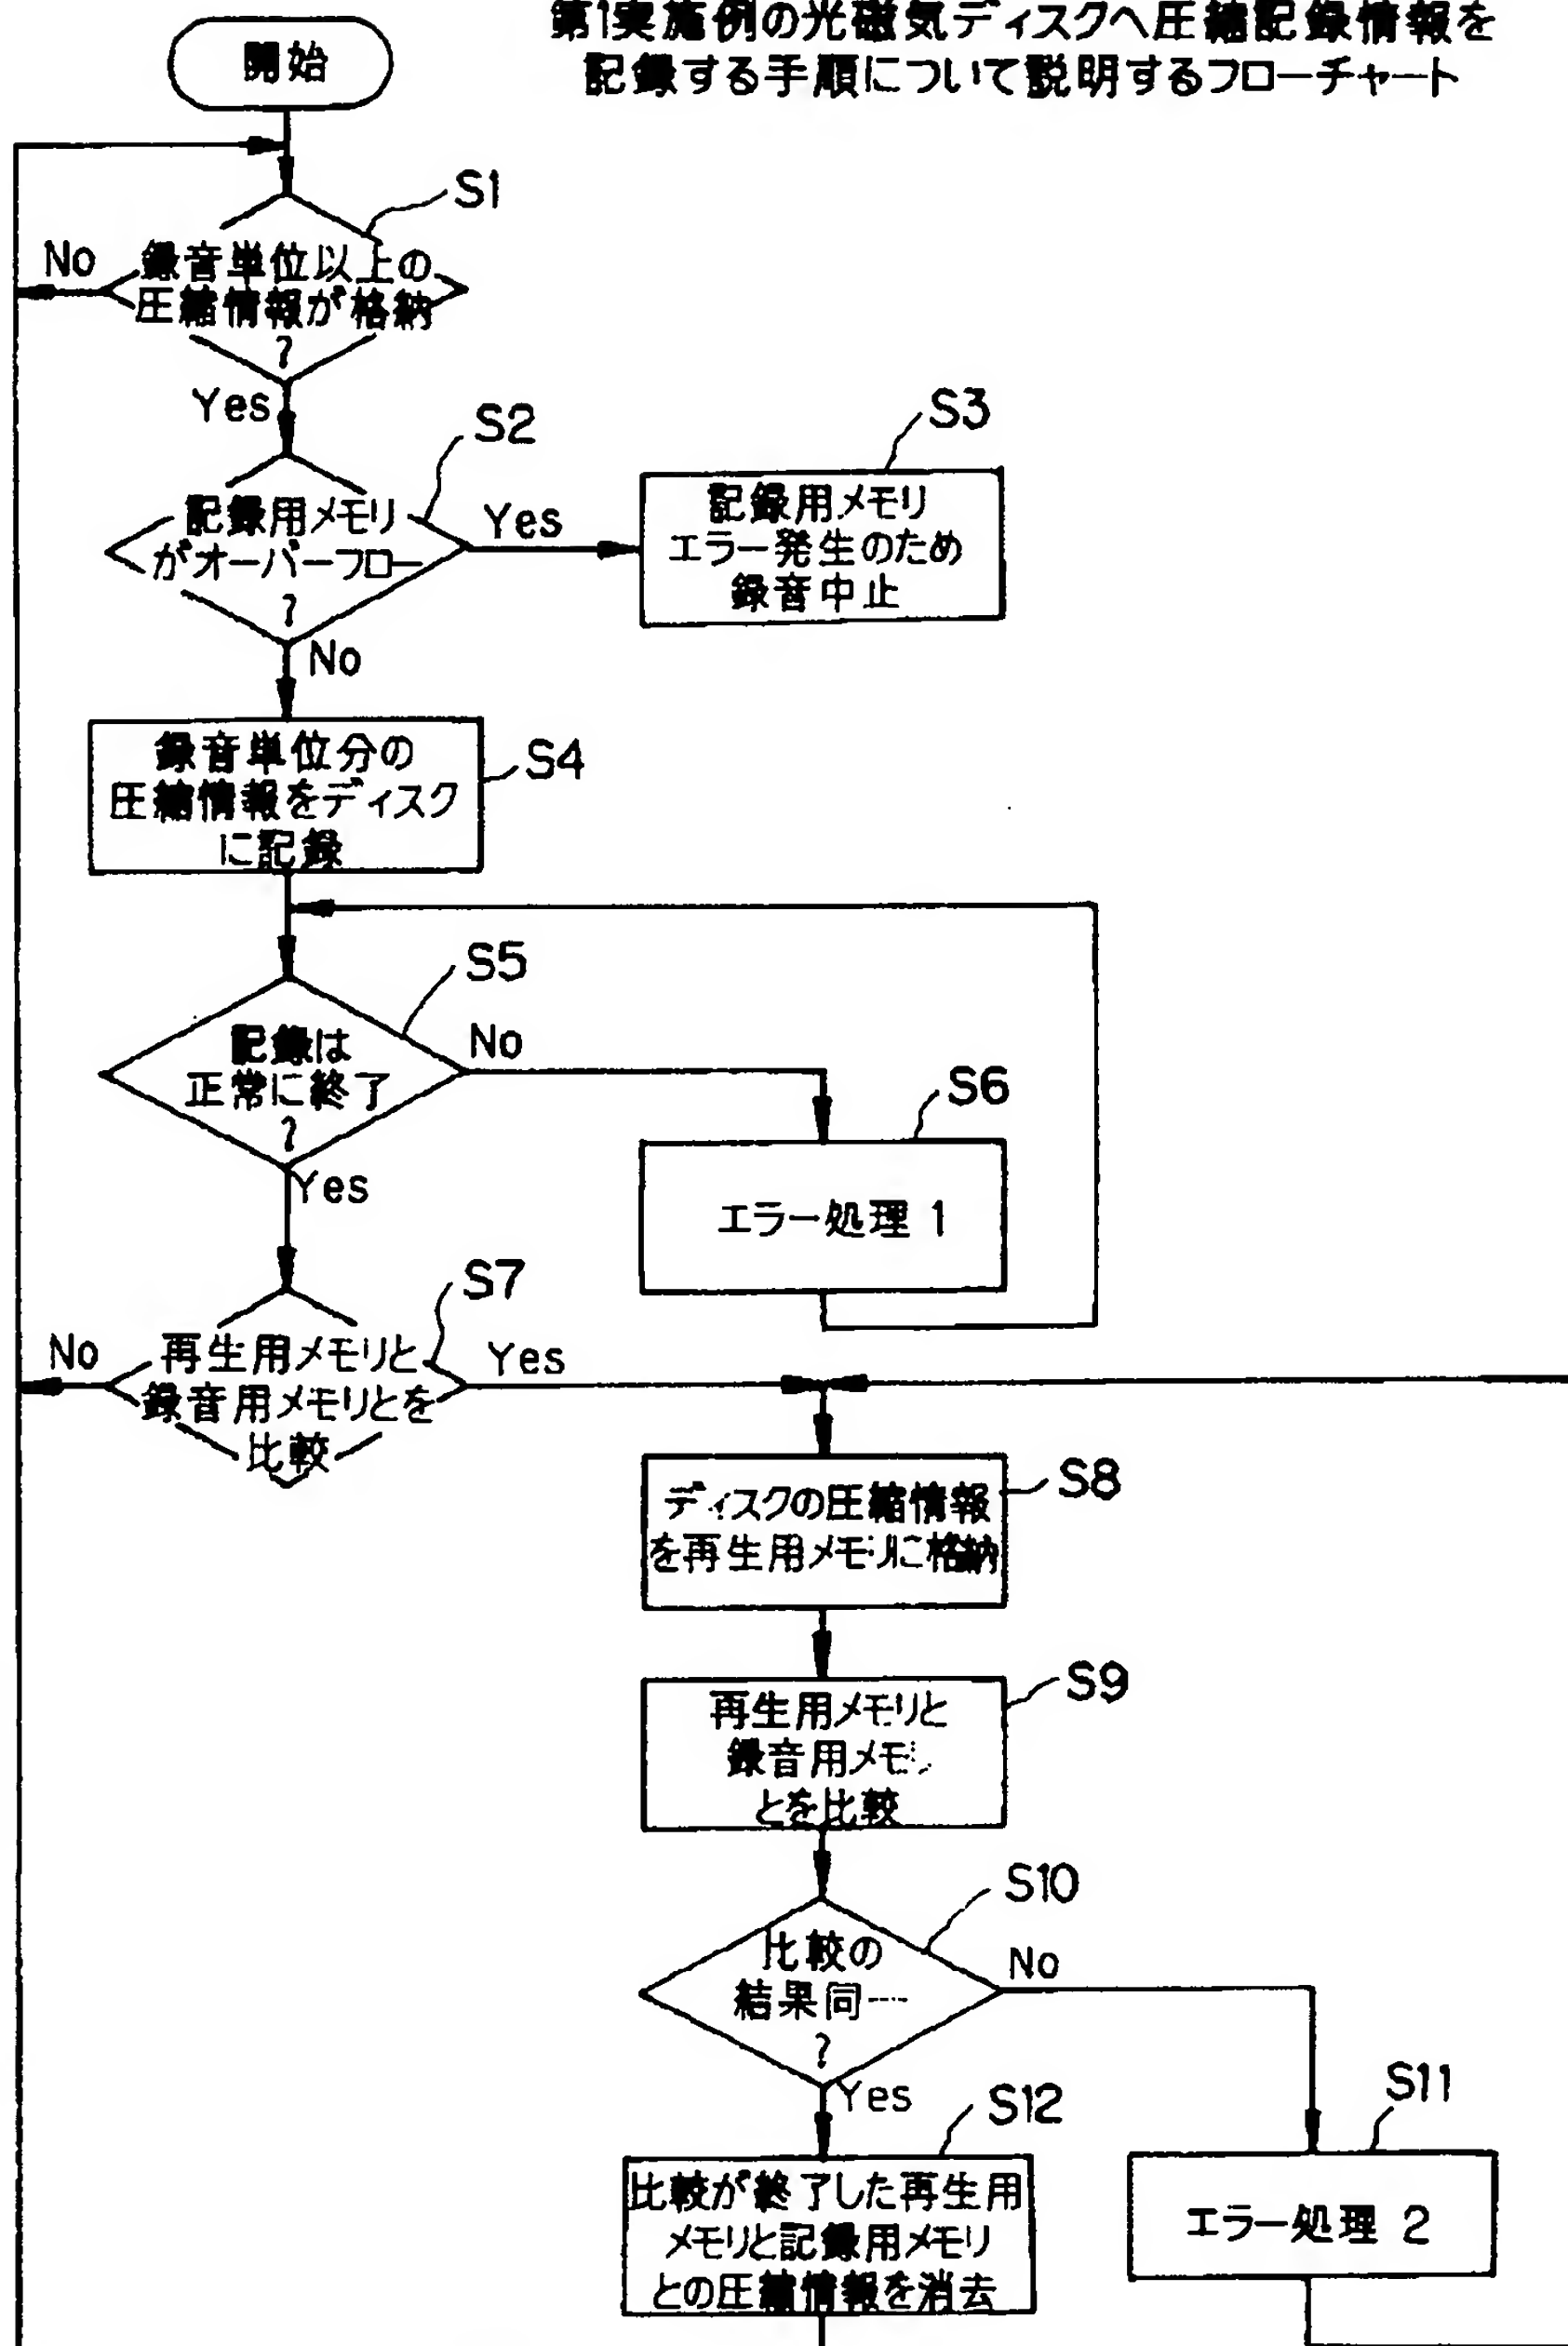 第1実施例の光磁気ディスクへ圧縮記録情報を
記録する手順について説明するフローチャート
開始
S1
No
録音単位以上の
圧縮情報が格納
?
Yes
S2
記録用メモリ
がオーバーフロー
?
Yes
S3
記録用メモリ
エラー発生のため
録音中止
No
録音単位分の
圧縮情報をディスク
に記録
S4
S5
記録は
正常に終了
?
No
S6
エラー処理 1
Yes
S7
No
再生用メモリと
録音用メモリとを
比較
Yes
S8
ディスクの圧縮情報
を再生用メモリに格納
S9
再生用メモリと
録音用メモリ
とを比較
S10
比較の
結果同一
?
No
Yes
S12
比較が終了した再生用
メモリと記録用メモリ
との圧縮情報を消去
S11
エラー処理 2